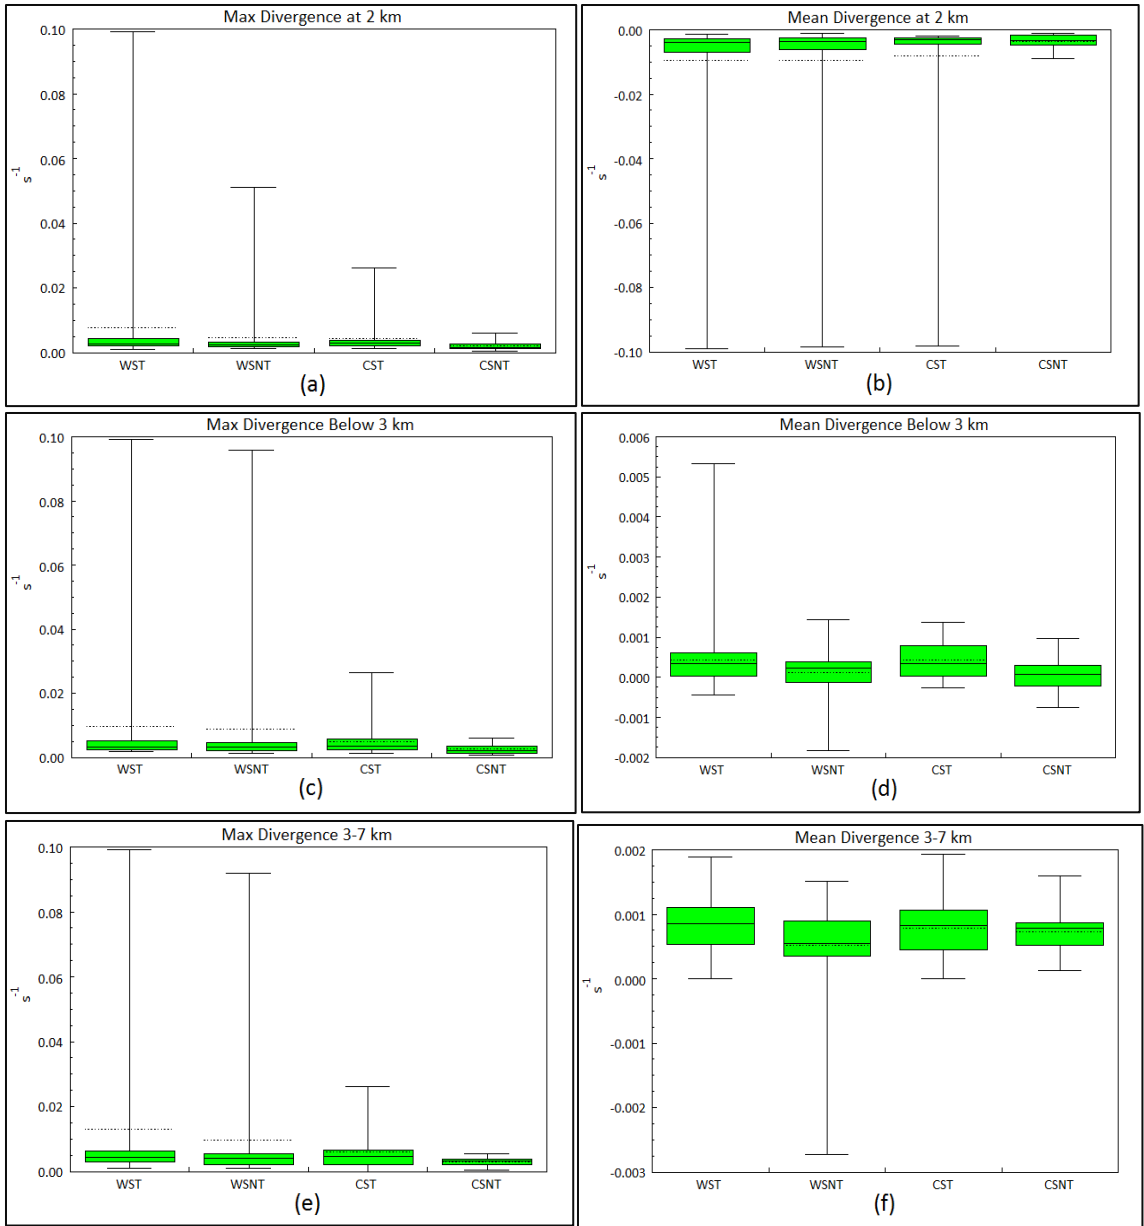 Max Divergence at 2 km
0.10
0.08
0.06
0.04
0.02
0.00
s-1
WST WSNT CST CSNT
(a)
Mean Divergence at 2 km
0.00
-0.02
-0.04
-0.06
-0.08
-0.10
s-1
WST WSNT CST CSNT
(b)
Max Divergence Below 3 km
0.10
0.08
0.06
0.04
0.02
0.00
s-1
WST WSNT CST CSNT
(c)
Mean Divergence Below 3 km
0.006
0.005
0.004
0.003
0.002
0.001
0.000
-0.001
-0.002
s-1
WST WSNT CST CSNT
(d)
Max Divergence 3-7 km
0.10
0.08
0.06
0.04
0.02
0.00
s-1
WST WSNT CST CSNT
(e)
Mean Divergence 3-7 km
0.002
0.001
0.000
-0.001
-0.002
-0.003
s-1
WST WSNT CST CSNT
(f)